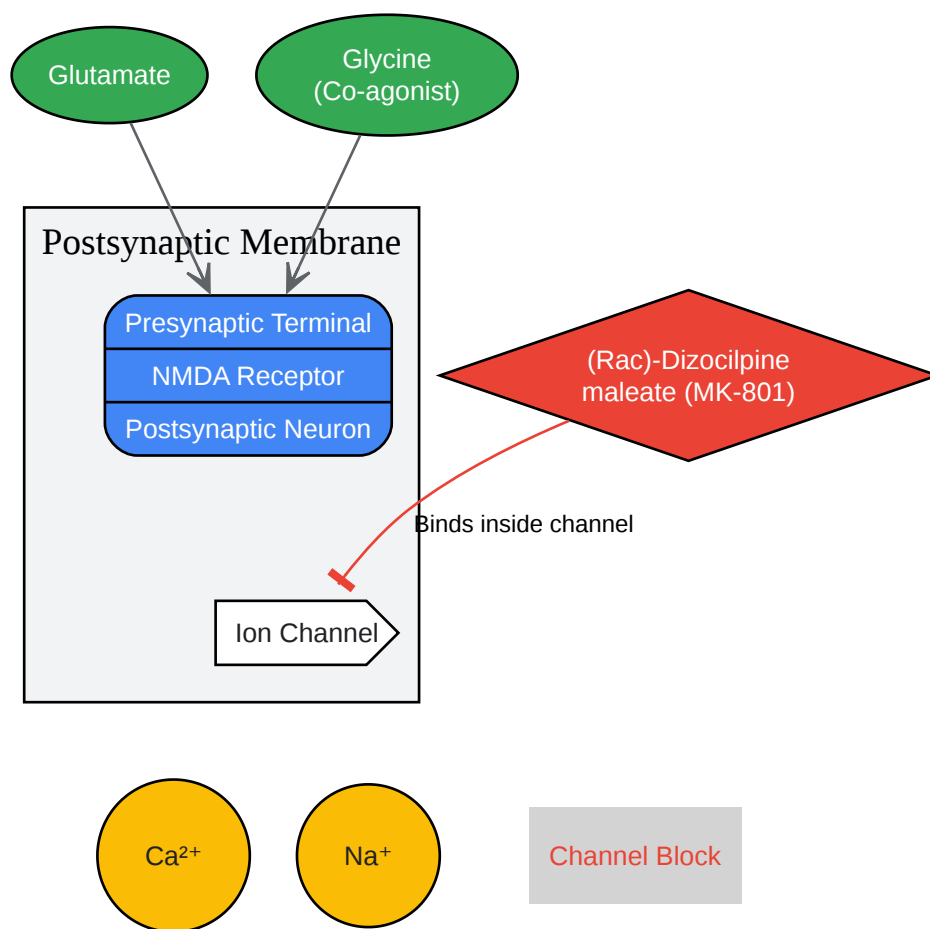 Glutamate
Glycine
(Co-agonist)
Postsynaptic Membrane
Presynaptic Terminal
NMDA Receptor
Postsynaptic Neuron
(Rac)-Dizocilpine
maleate (MK-801)
Binds inside channel
Ion Channel
Ca²⁺
Na⁺
Channel Block